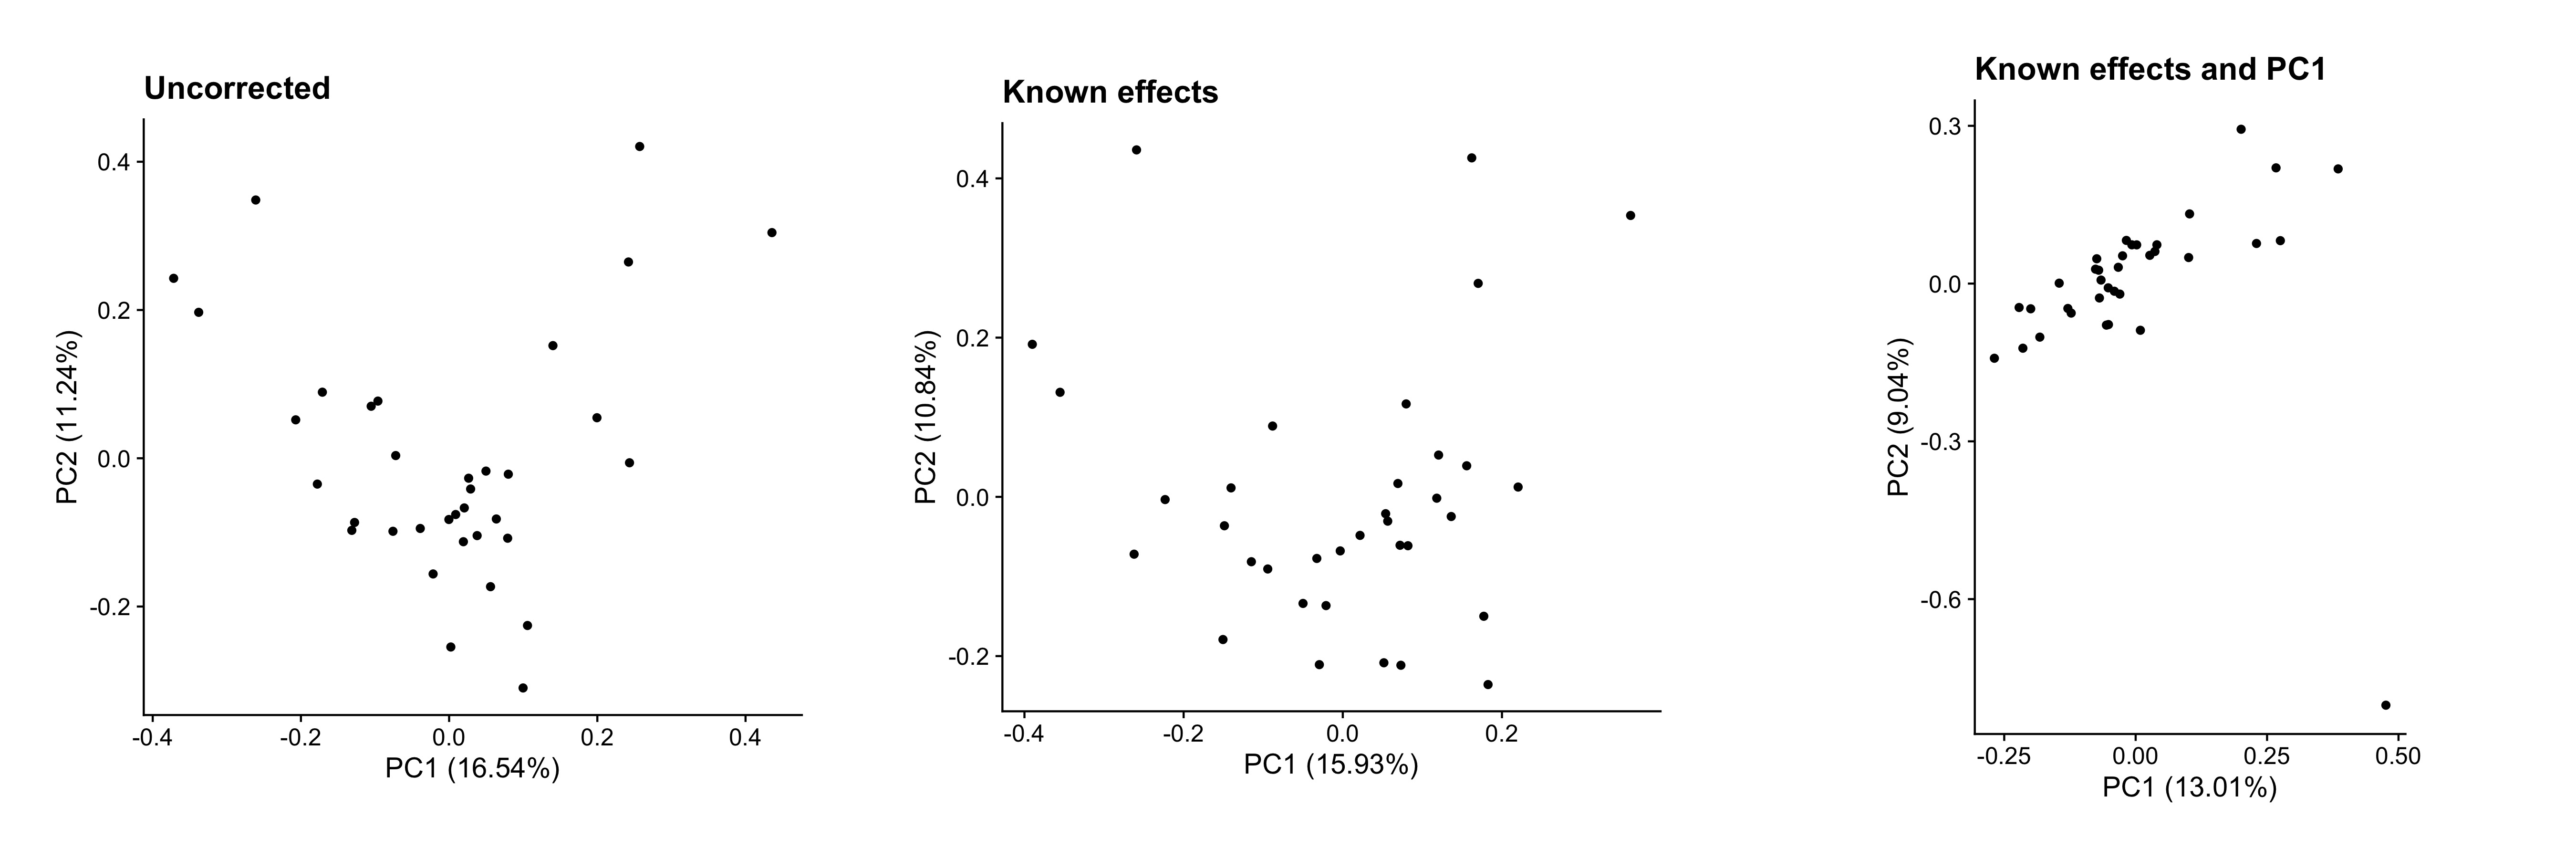 Uncorrected
0.4
0.2
0.0
-0.2
PC2 (11.24%)
-0.4 -0.2 0.0 0.2 0.4
PC1 (16.54%)
Known effects
0.4
0.2
0.0
-0.2
PC2 (10.84%)
-0.4 -0.2 0.0 0.2
PC1 (15.93%)
Known effects and PC1
0.3
0.0
-0.3
-0.6
PC2 (9.04%)
-0.25 0.00 0.25 0.50
PC1 (13.01%)